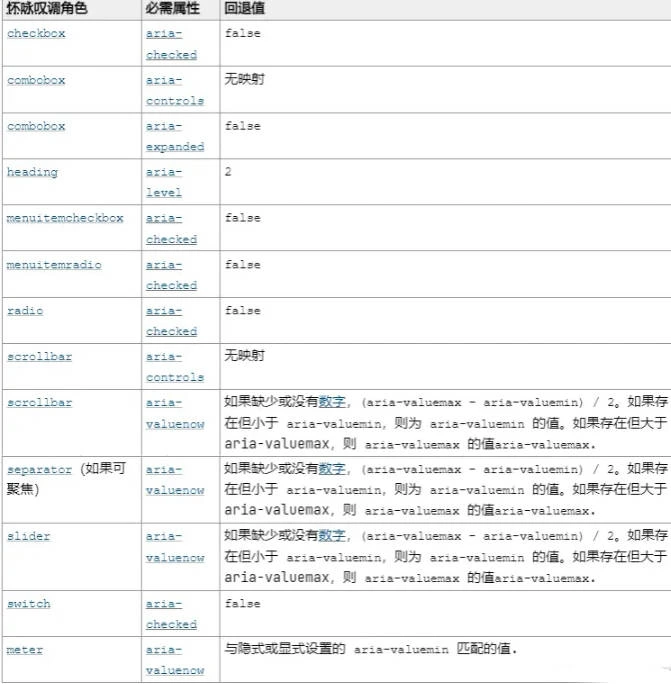 怀咏叹调角色 必需属性 回退值
checkbox aria-checked false
combobox aria-controls 无映射
combobox aria-expanded false
heading aria-level 2
menuitemcheckbox aria-checked false
menuitemradio aria-checked false
radio aria-checked false
scrollbar aria-controls 无映射
scrollbar aria-valuenow 如果缺少或没有数字，(aria-valuemax - aria-valuemin) / 2。如果存
在但小于 aria-valuemin，则为 aria-valuemin 的值。如果存在但大于
aria-valuemax，则 aria-valuemax 的值aria-valuemax.
separator（如果可聚焦） aria-valuenow 如果缺少或没有数字，(aria-valuemax - aria-valuemin) / 2。如果存
在但小于 aria-valuemin，则为 aria-valuemin 的值。如果存在但大于
aria-valuemax，则 aria-valuemax 的值aria-valuemax.
slider aria-valuenow 如果缺少或没有数字，(aria-valuemax - aria-valuemin) / 2。如果存
在但小于 aria-valuemin，则为 aria-valuemin 的值。如果存在但大于
aria-valuemax，则 aria-valuemax 的值aria-valuemax.
switch aria-checked false
meter aria-valuenow 与隐式或显式设置的 aria-valuemin 匹配的值.